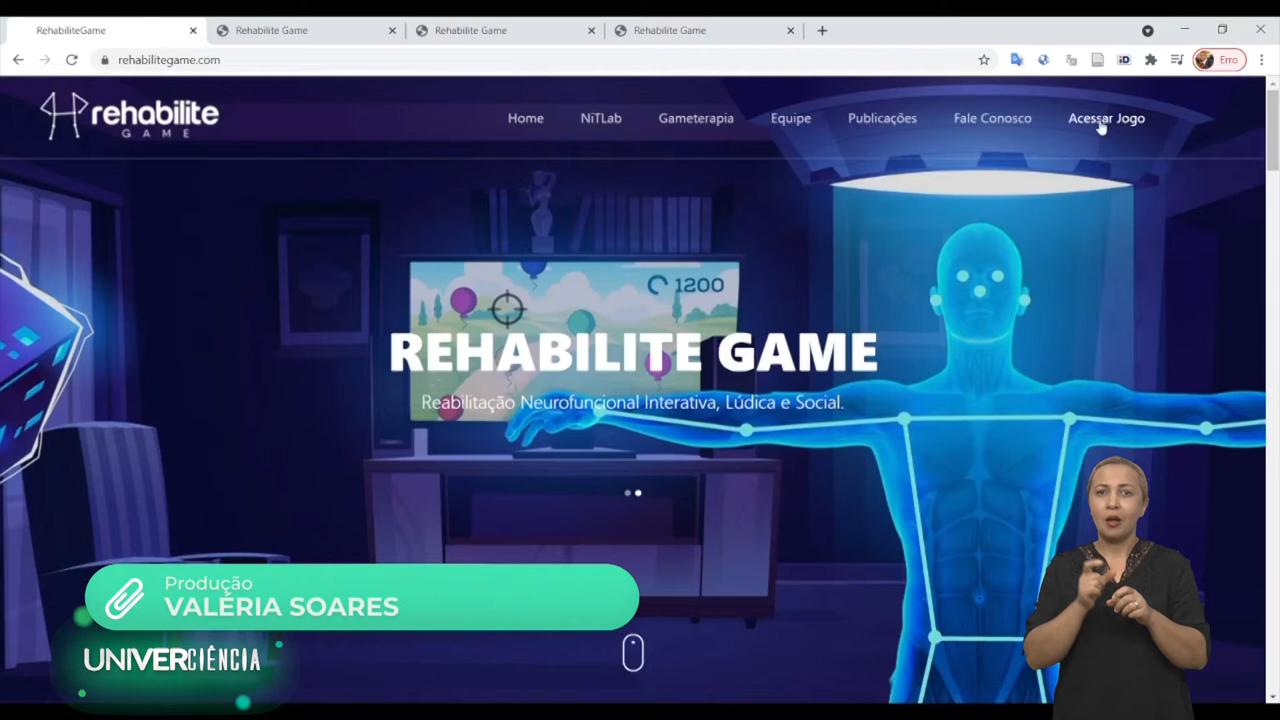 RehabiliteGame
Rehabilite Game
Rehabilite Game
Rehabilite Game
rehabilitegame.com
iD
Erro
rehabilite
GAME
Home
NiTLab
Gameterapia
Equipe
Publicações
Fale Conosco
Acessar Jogo
1200
REHABILITE GAME
Reabilitação Neurofuncional Interativa, Lúdica e Social.
Produção
VALÉRIA SOARES
UNIVERCIÊNCIA